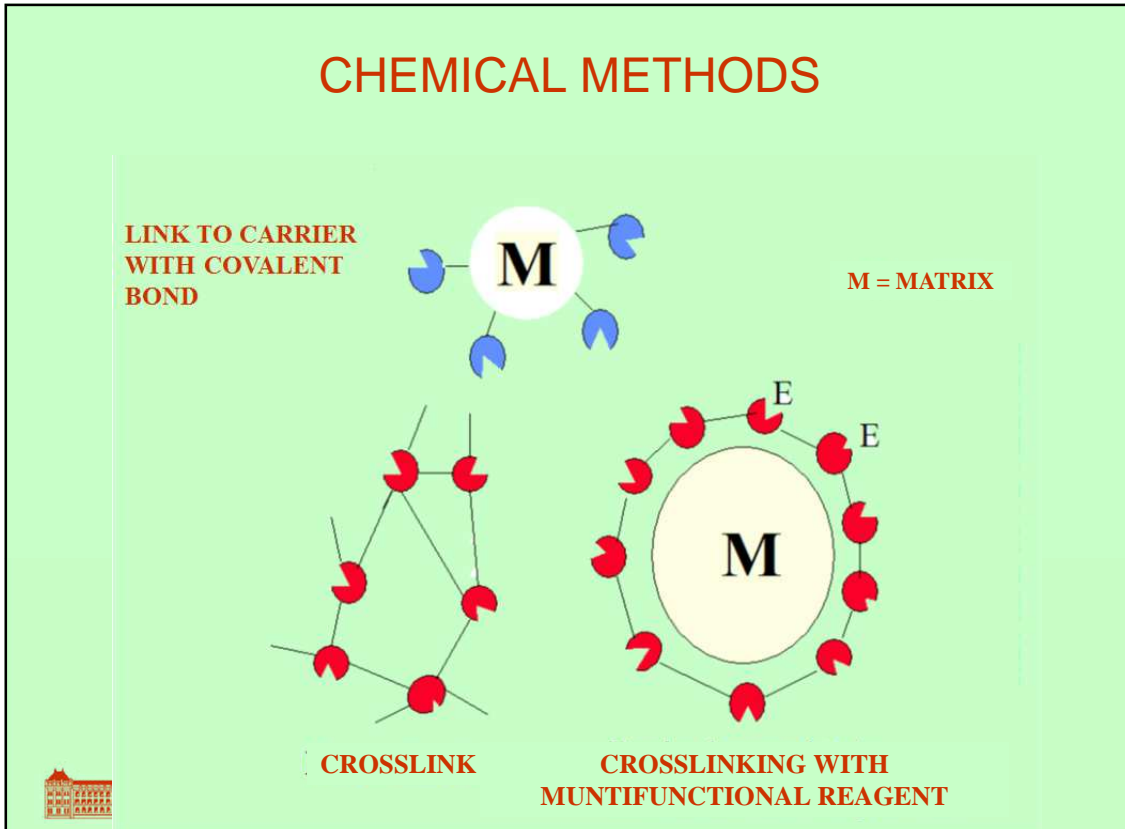 CHEMICAL METHODS
LINK TO CARRIER
WITH COVALENT
BOND
M
M = MATRIX
E
E
M
CROSSLINK
CROSSLINKING WITH
MUNTIFUNCTIONAL REAGENT